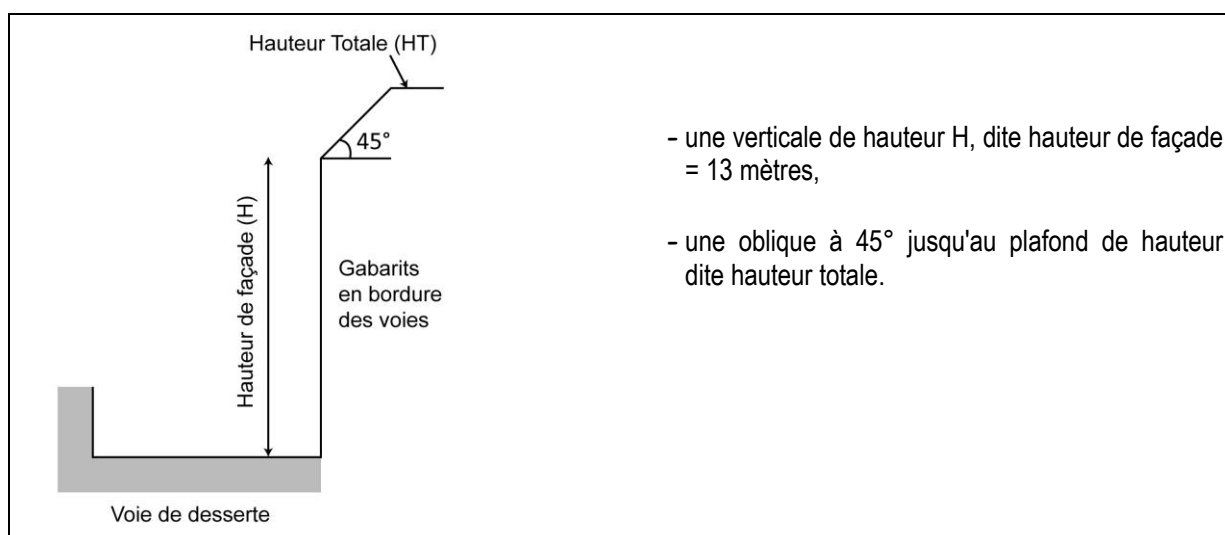 Hauteur Totale (HT)
45°
Hauteur de façade (H)
Gabarits
en bordure
des voies
Voie de desserte
- une verticale de hauteur H, dite hauteur de façade
= 13 mètres,
- une oblique à 45° jusqu'au plafond de hauteur
dite hauteur totale.